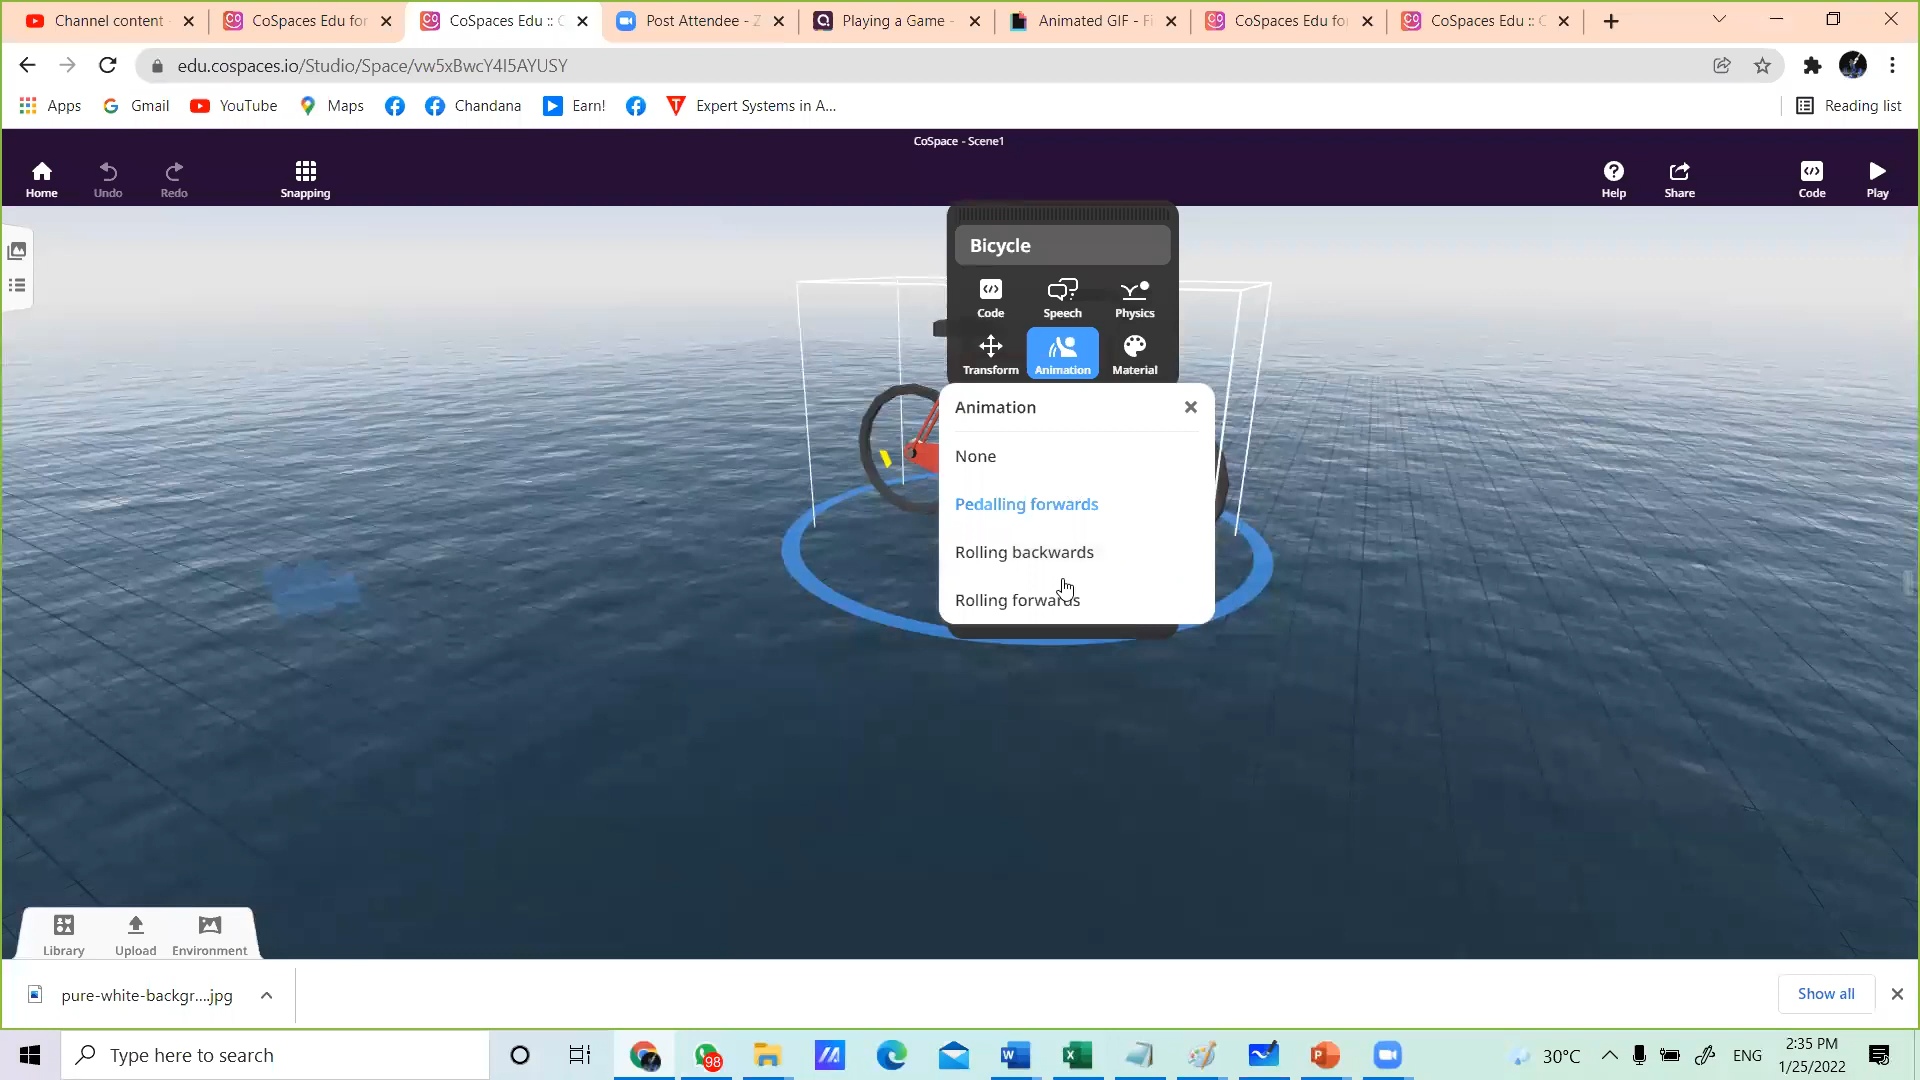 Channel content
CoSpaces Edu for
CoSpaces Edu :: C
Post Attendee - Z
Playing a Game -
Animated GIF - Fi
CoSpaces Edu fo
CoSpaces Edu :: C
edu.cospaces.io/Studio/Space/vw5xBwcY4I5AYUSY
Apps
Gmail
YouTube
Maps
Chandana
Earn!
Expert Systems in A...
Reading list
CoSpace - Scene1
Home
Undo
Redo
Snapping
Help
Share
Code
Play
Bicycle
Code
Speech
Physics
Transform
Animation
Material
Animation
None
Pedalling forwards
Rolling backwards
Rolling forwards
Library
Upload
Environment
pure-white-backgr....jpg
Show all
Type here to search
98
30°C
ENG
2:35 PM
1/25/2022